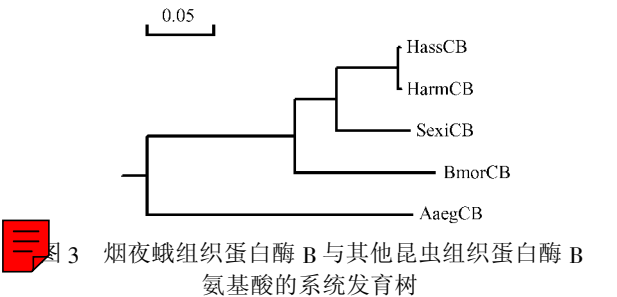 0.05
HassCB
HarmCB
SexiCB
BmorCB
AaegCB
图 3 烟夜蛾组织蛋白酶 B 与其他昆虫组织蛋白酶 B
氨基酸的系统发育树